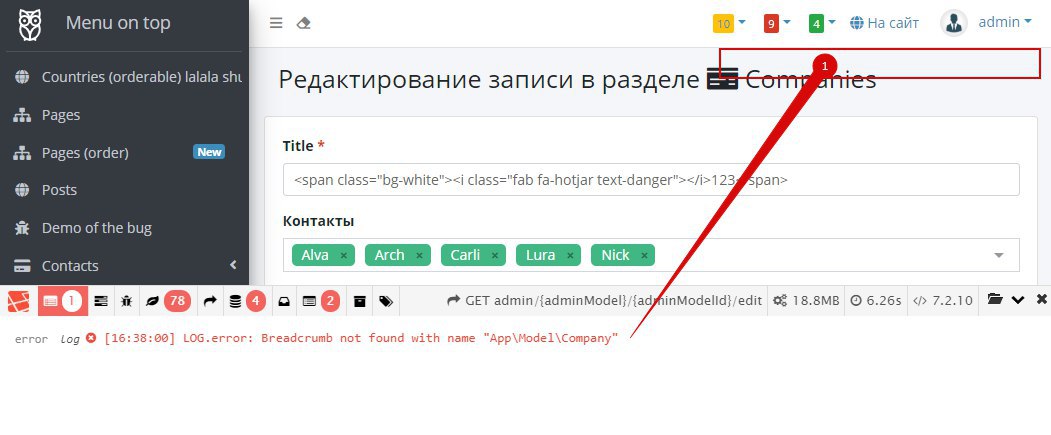 Menu on top
10 9 4 На сайт admin
Countries (orderable) lalala shu
Pages
Pages (order) New
Posts
Demo of the bug
Contacts
1
Редактирование записи в разделе Companies
Title *
<span class="bg-white"><i class="fab fa-hotjar text-danger"></i>123</span>
Контакты
Alva × Arch × Carli × Lura × Nick ×
1 78 4 2 GET admin/{adminModel}/{adminModelId}/edit 18.8MB 6.26s 7.2.10
error log [16:38:00] LOG.error: Breadcrumb not found with name "App\Model\Company"